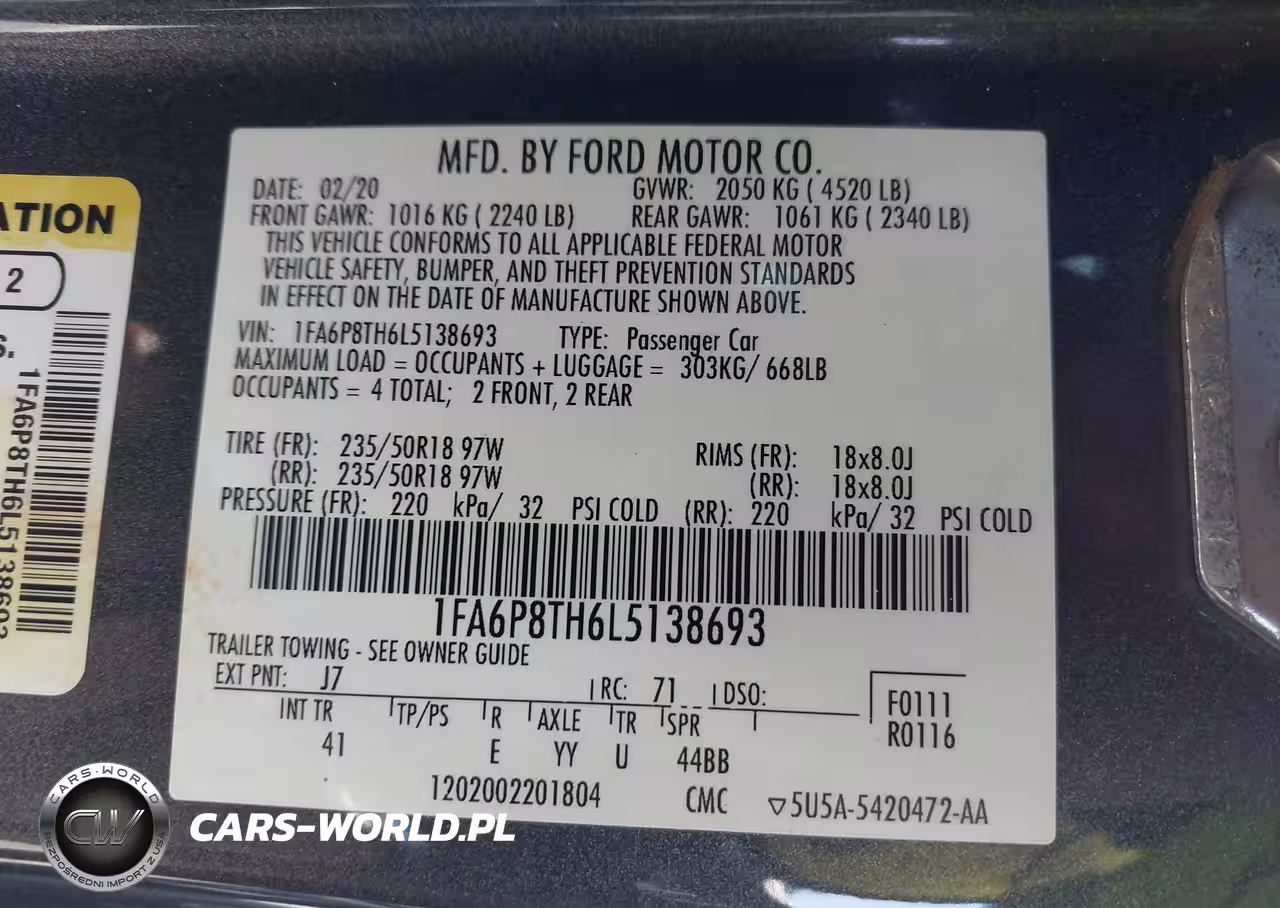 ATION
2
S.
1FA6P8TH6L5138693
MFD. BY FORD MOTOR CO.
DATE: 02/20 GVWR: 2050 KG ( 4520 LB)
FRONT GAWR: 1016 KG ( 2240 LB) REAR GAWR: 1061 KG ( 2340 LB)
THIS VEHICLE CONFORMS TO ALL APPLICABLE FEDERAL MOTOR
VEHICLE SAFETY, BUMPER, AND THEFT PREVENTION STANDARDS
IN EFFECT ON THE DATE OF MANUFACTURE SHOWN ABOVE.
VIN: 1FA6P8TH6L5138693 TYPE: Passenger Car
MAXIMUM LOAD = OCCUPANTS + LUGGAGE = 303KG/ 668LB
OCCUPANTS = 4 TOTAL; 2 FRONT, 2 REAR
TIRE (FR): 235/50R18 97W RIMS (FR): 18x8.0J
(RR): 235/50R18 97W (RR): 18x8.0J
PRESSURE (FR): 220 kPa/ 32 PSI COLD (RR): 220 kPa/ 32 PSI COLD
1FA6P8TH6L5138693
TRAILER TOWING - SEE OWNER GUIDE
EXT PNT: J7 RC: 71 DSO:
F0111
INT TR TP/PS R AXLE TR SPR
R0116
41 E YY U 44BB
1202002201804 CMC ▽5U5A-5420472-AA
CARS-WORLD
CW
BEZPOŚREDNI IMPORT Z USA
CARS-WORLD.PL